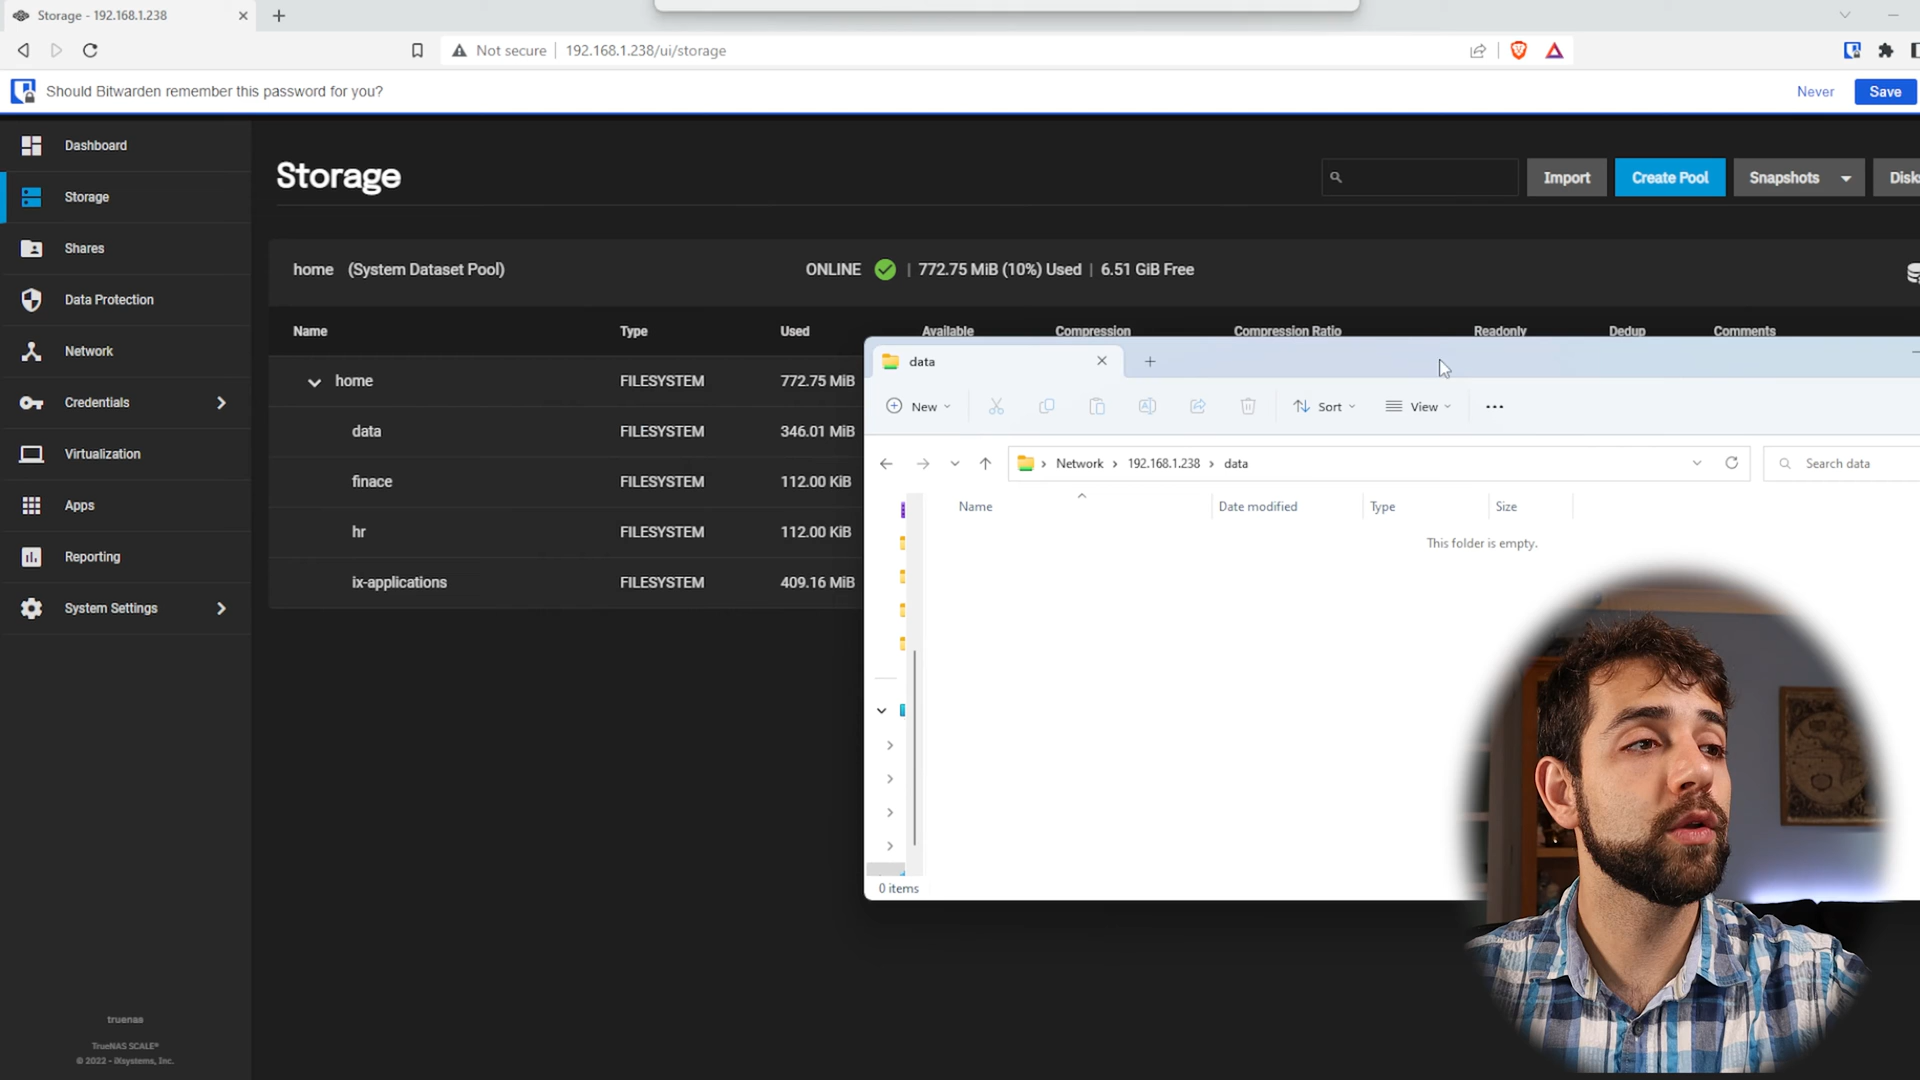 Storage - 192.168.1.238
Not secure 192.168.1.238/ui/storage
Should Bitwarden remember this password for you?
Never Save
Dashboard
Storage
Shares
Data Protection
Network
Credentials
Virtualization
Apps
Reporting
System Settings
truenas
TrueNAS SCALE®
© 2022 - iXsystems, Inc.
Storage
Import Create Pool Snapshots Disks
home (System Dataset Pool) ONLINE | 772.75 MiB (10%) Used | 6.51 GiB Free
Name Type Used Available Compression Compression Ratio Readonly Dedup Comments
home FILESYSTEM 772.75 MiB
data FILESYSTEM 346.01 MiB
finace FILESYSTEM 112.00 KiB
hr FILESYSTEM 112.00 KiB
ix-applications FILESYSTEM 409.16 MiB
data
New Sort View
Network 192.168.1.238 data
Search data
Name Date modified Type Size
This folder is empty.
0 items